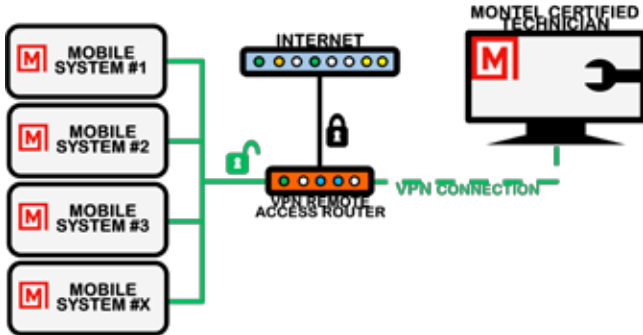 M
MOBILE
SYSTEM #1
M
MOBILE
SYSTEM #2
M
MOBILE
SYSTEM #3
M
MOBILE
SYSTEM #X
INTERNET
VPN REMOTE
ACCESS ROUTER
VPN CONNECTION
MONTEL CERTIFIED
TECHNICIAN
M